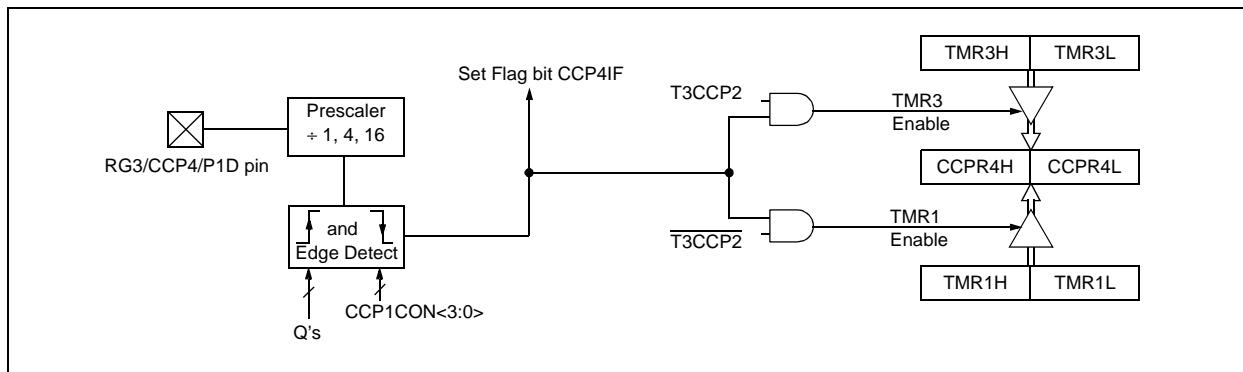 TMR3H TMR3L
Set Flag bit CCP4IF
T3CCP2
TMR3
Enable
Prescaler
÷ 1, 4, 16
RG3/CCP4/P1D pin
CCPR4H CCPR4L
and
Edge Detect
TMR1
Enable
T3CCP2
TMR1H TMR1L
CCP1CON<3:0>
Q's